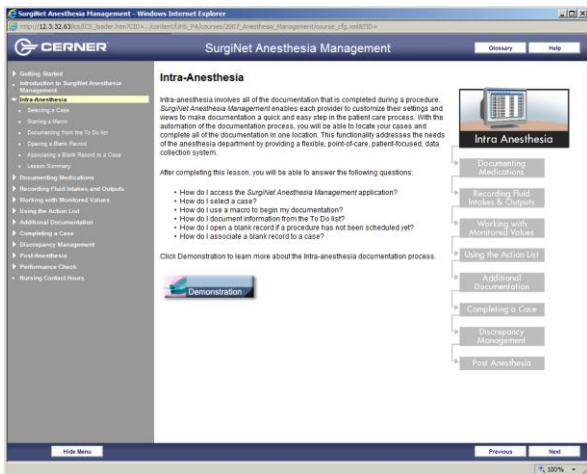 SurgiNet Anesthesia Management - Windows Internet Explorer
CERNER
SurgiNet Anesthesia Management
Glossary
Help
Getting Started
Introduction to SurgiNet Anesthesia
Management
Intra-Anesthesia
Selecting a Case
Starting a Macro
Documenting from the To Do list
Opening a Blank Record
Associating a Blank Record to a Case
Lesson Summary
Documenting Medications
Recording Fluid Intakes and Outputs
Working with Monitored Values
Using the Action List
Additional Documentation
Completing a Case
Discrepancy Management
Post-Anesthesia
Performance Check
Nursing Contact Hours
Intra-Anesthesia
Intra-anesthesia involves all of the documentation that is completed during a procedure.
SurgiNet Anesthesia Management enables each provider to customize their settings and
views to make documentation a quick and easy step in the patient care process. With the
automation of the documentation process, you will be able to locate your cases and
complete all of the documentation in one location. This functionality addresses the needs
of the anesthesia department by providing a flexible, point-of-care, patient-focused, data
collection system.
After completing this lesson, you will be able to answer the following questions:
• How do I access the SurgiNet Anesthesia Management application?
• How do I select a case?
• How do I use a macro to begin my documentation?
• How do I document information from the To Do list?
• How do I open a blank record if a procedure has not been scheduled yet?
• How do I associate a blank record to a case?
Click Demonstration to learn more about the Intra-anesthesia documentation process.
Demonstration
Intra Anesthesia
Documenting
Medications
Recording Fluid
Intakes & Outputs
Working with
Monitored Values
Using the Action List
Additional
Documentation
Completing a Case
Discrepancy
Management
Post Anesthesia
Hide Menu
Previous
Next
100%